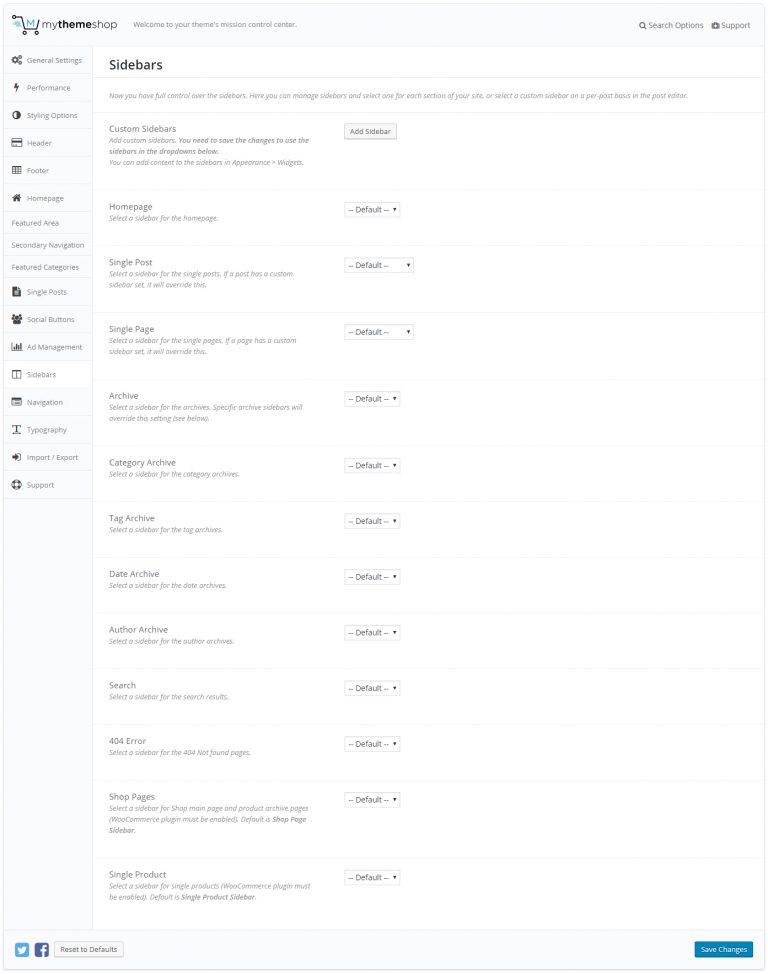 mythemeshop
Welcome to your theme's mission control center.
Search Options
Support
General Settings
Performance
Styling Options
Header
Footer
Homepage
Featured Area
Secondary Navigation
Featured Categories
Single Posts
Social Buttons
Ad Management
Sidebars
Navigation
Typography
Import / Export
Support
Sidebars
Now you have full control over the sidebars. Here you can manage sidebars and select one for each section of your site, or select a custom sidebar on a per-post basis in the post editor.
Custom Sidebars
Add custom sidebars. You need to save the changes to use the
sidebars in the dropdowns below.
You can add content to the sidebars in Appearance > Widgets.
Add Sidebar
Homepage
Select a sidebar for the homepage.
-- Default --
Single Post
Select a sidebar for the single posts. If a post has a custom
sidebar set, it will override this.
-- Default --
Single Page
Select a sidebar for the single pages. If a page has a custom
sidebar set, it will override this.
-- Default --
Archive
Select a sidebar for the archives. Specific archive sidebars will
override this setting (see below).
-- Default --
Category Archive
Select a sidebar for the category archives.
-- Default --
Tag Archive
Select a sidebar for the tag archives.
-- Default --
Date Archive
Select a sidebar for the date archives.
-- Default --
Author Archive
Select a sidebar for the author archives.
-- Default --
Search
Select a sidebar for the search results.
-- Default --
404 Error
Select a sidebar for the 404 Not found pages.
-- Default --
Shop Pages
Select a sidebar for Shop main page and product archive pages
(WooCommerce plugin must be enabled). Default is Shop Page
Sidebar.
-- Default --
Single Product
Select a sidebar for single products (WooCommerce plugin must
be enabled). Default is Single Product Sidebar.
-- Default --
Reset to Defaults
Save Changes